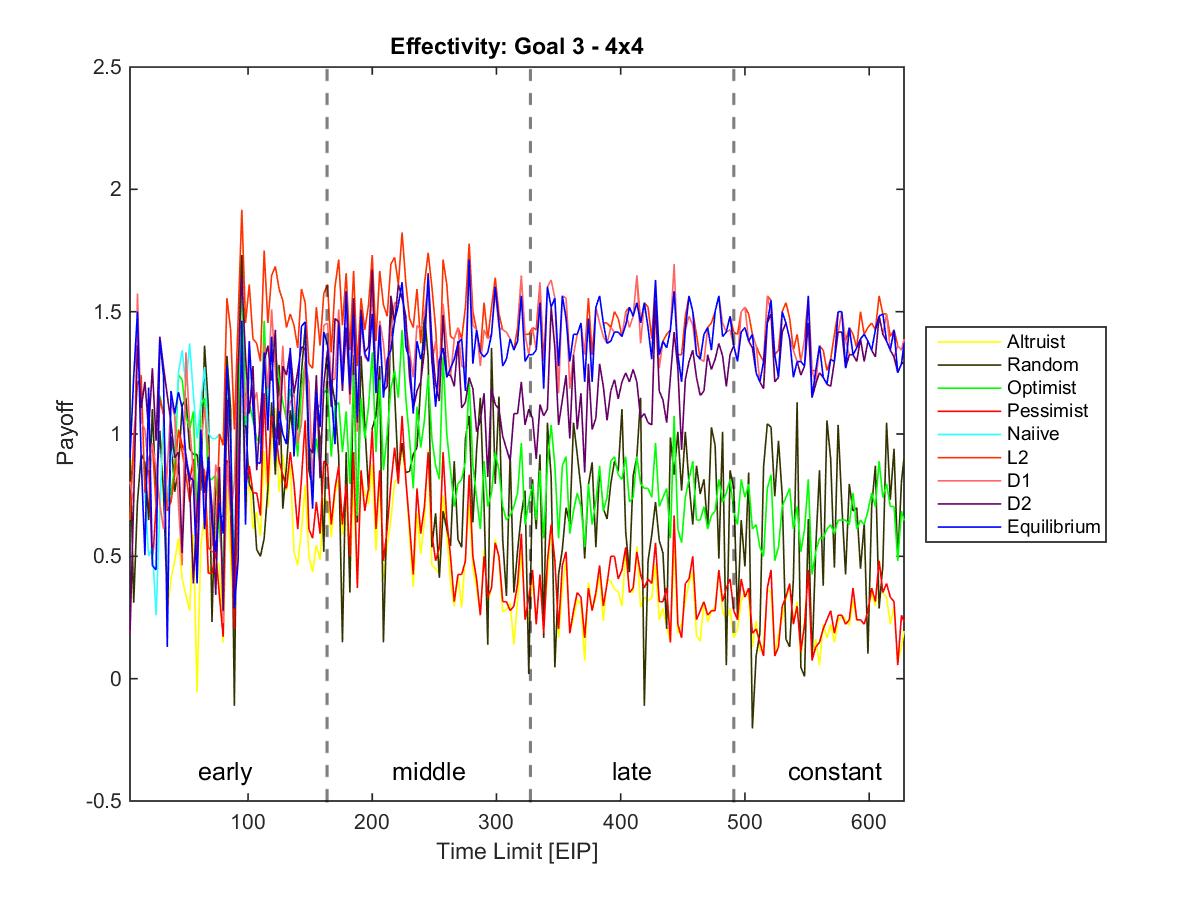 Effectivity: Goal 3 - 4x4
2.5
2
1.5
1
0.5
0
-0.5
Payoff
early
middle
late
constant
100
200
300
400
500
600
Time Limit [EIP]
Altruist
Random
Optimist
Pessimist
Naiive
L2
D1
D2
Equilibrium